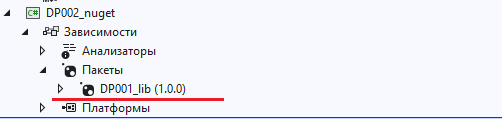 DP002_nuget
Зависимости
Анализаторы
Пакеты
DP001_lib (1.0.0)
Платформы